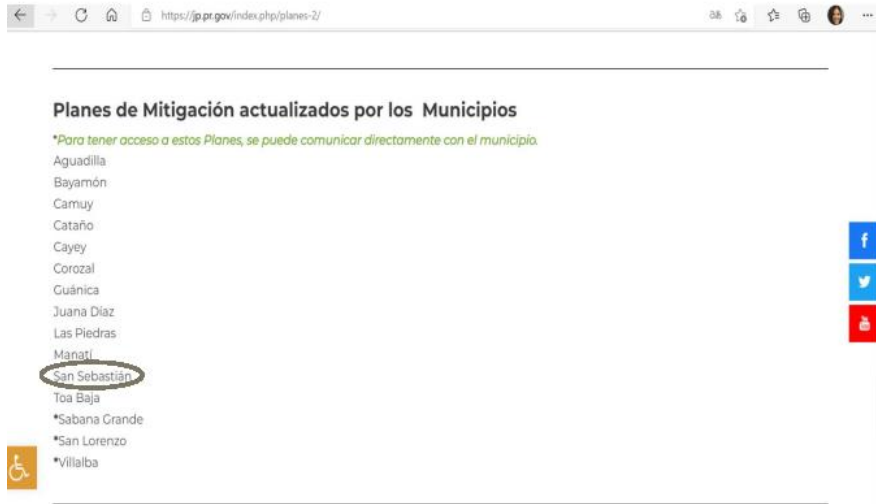 https://jp.pr.gov/index.php/planes-2/
Planes de Mitigación actualizados por los Municipios
*Para tener acceso a estos Planes, se puede comunicar directamente con el municipio.
Aguadilla
Bayamón
Camuy
Cataño
Cayey
Corozal
Guánica
Juana Díaz
Las Piedras
Manatí
San Sebastián
Toa Baja
*Sabana Grande
*San Lorenzo
*Villalba